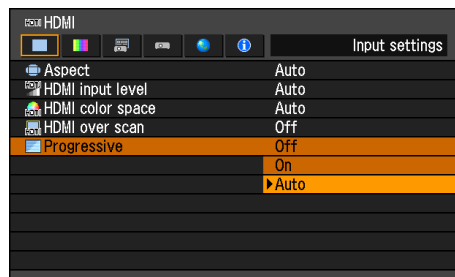 HDMI
Input settings
Aspect Auto
HDMI input level Auto
HDMI color space Auto
HDMI over scan Off
Progressive Off
On
Auto